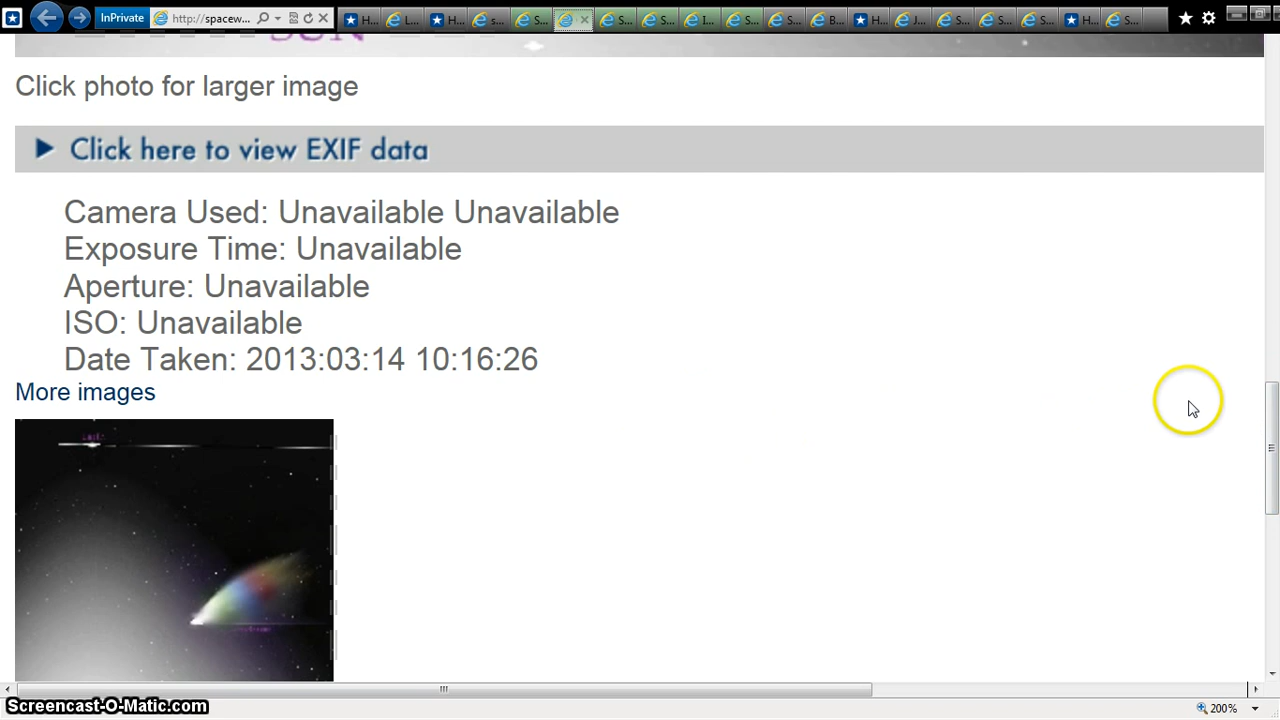 InPrivate
http://spacew...
H...
L...
H...
s...
S...
S...
S...
I...
S...
S...
B...
H...
J...
S...
S...
S...
H...
S...
SUN
Click photo for larger image
Click here to view EXIF data
Camera Used: Unavailable Unavailable
Exposure Time: Unavailable
Aperture: Unavailable
ISO: Unavailable
Date Taken: 2013:03:14 10:16:26
More images
Screencast-O-Matic.com
200%